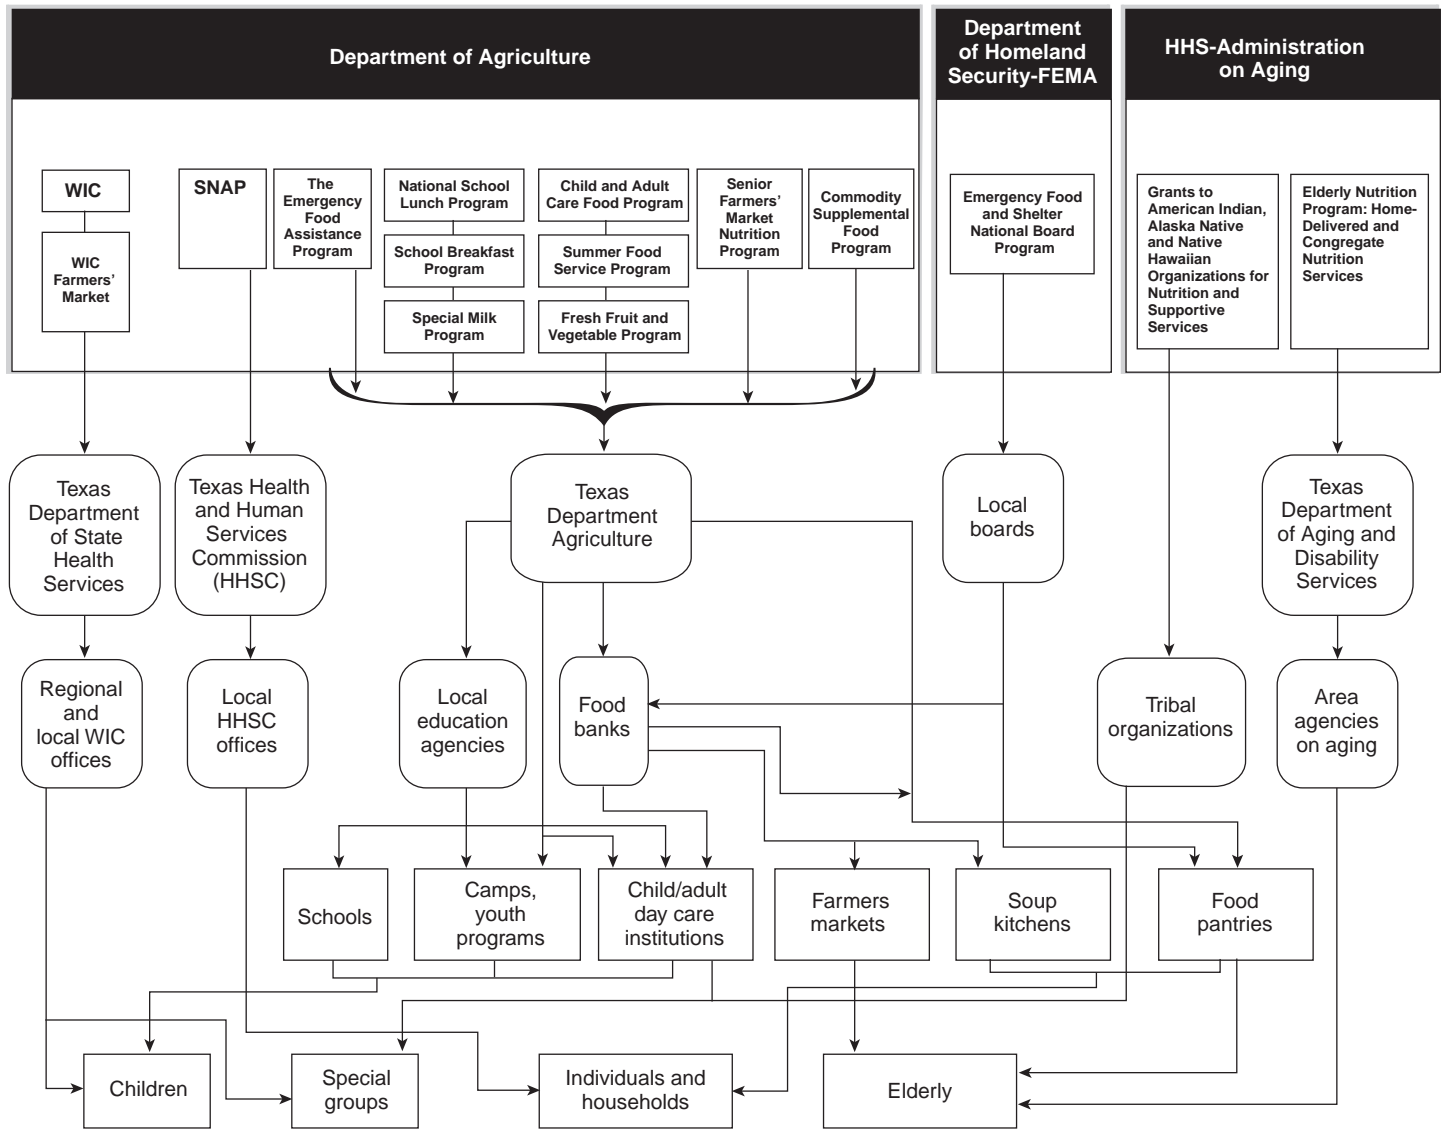 Department of Agriculture
Department
of Homeland
Security-FEMA
HHS-Administration
on Aging
WIC
WIC
Farmers’
Market
SNAP
The
Emergency
Food
Assistance
Program
National School
Lunch Program
School Breakfast
Program
Special Milk
Program
Child and Adult
Care Food Program
Summer Food
Service Program
Fresh Fruit and
Vegetable Program
Senior
Farmers’
Market
Nutrition
Program
Commodity
Supplemental
Food
Program
Emergency Food
and Shelter
National Board
Program
Grants to
American Indian,
Alaska Native
and Native
Hawaiian
Organizations for
Nutrition and
Supportive
Services
Elderly Nutrition
Program: Home-
Delivered and
Congregate
Nutrition
Services
Texas
Department
of State
Health
Services
Texas Health
and Human
Services
Commission
(HHSC)
Texas
Department
Agriculture
Local
boards
Texas
Department
of Aging and
Disability
Services
Regional
and
local WIC
offices
Local
HHSC
offices
Local
education
agencies
Food
banks
Tribal
organizations
Area
agencies
on aging
Schools
Camps,
youth
programs
Child/adult
day care
institutions
Farmers
markets
Soup
kitchens
Food
pantries
Children
Special
groups
Individuals and
households
Elderly